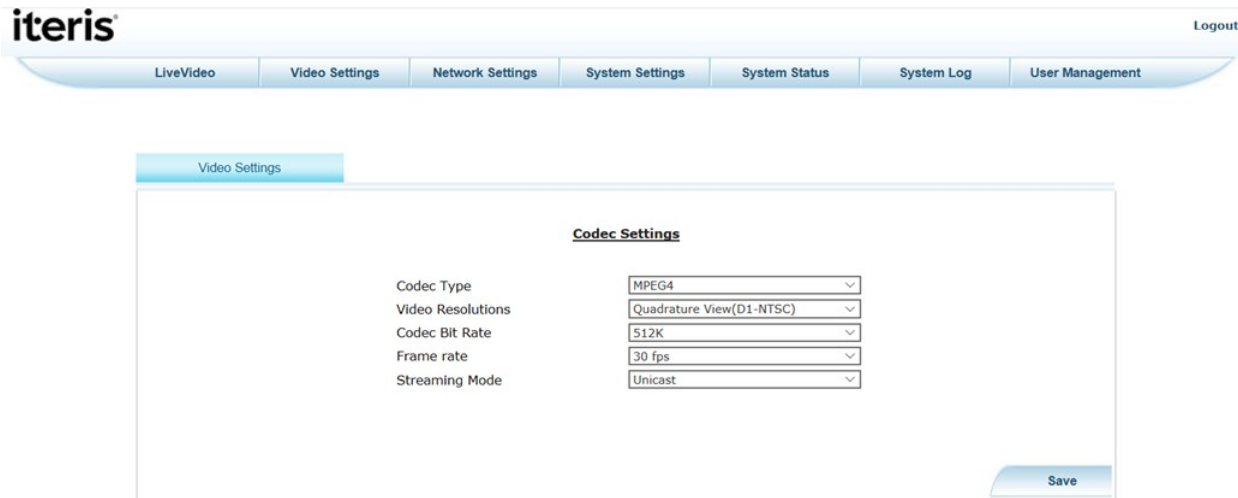 iteris
Logout
LiveVideo Video Settings Network Settings System Settings System Status System Log User Management
Video Settings
Codec Settings
Codec Type MPEG4
Video Resolutions Quadrature View(D1-NTSC)
Codec Bit Rate 512K
Frame rate 30 fps
Streaming Mode Unicast
Save